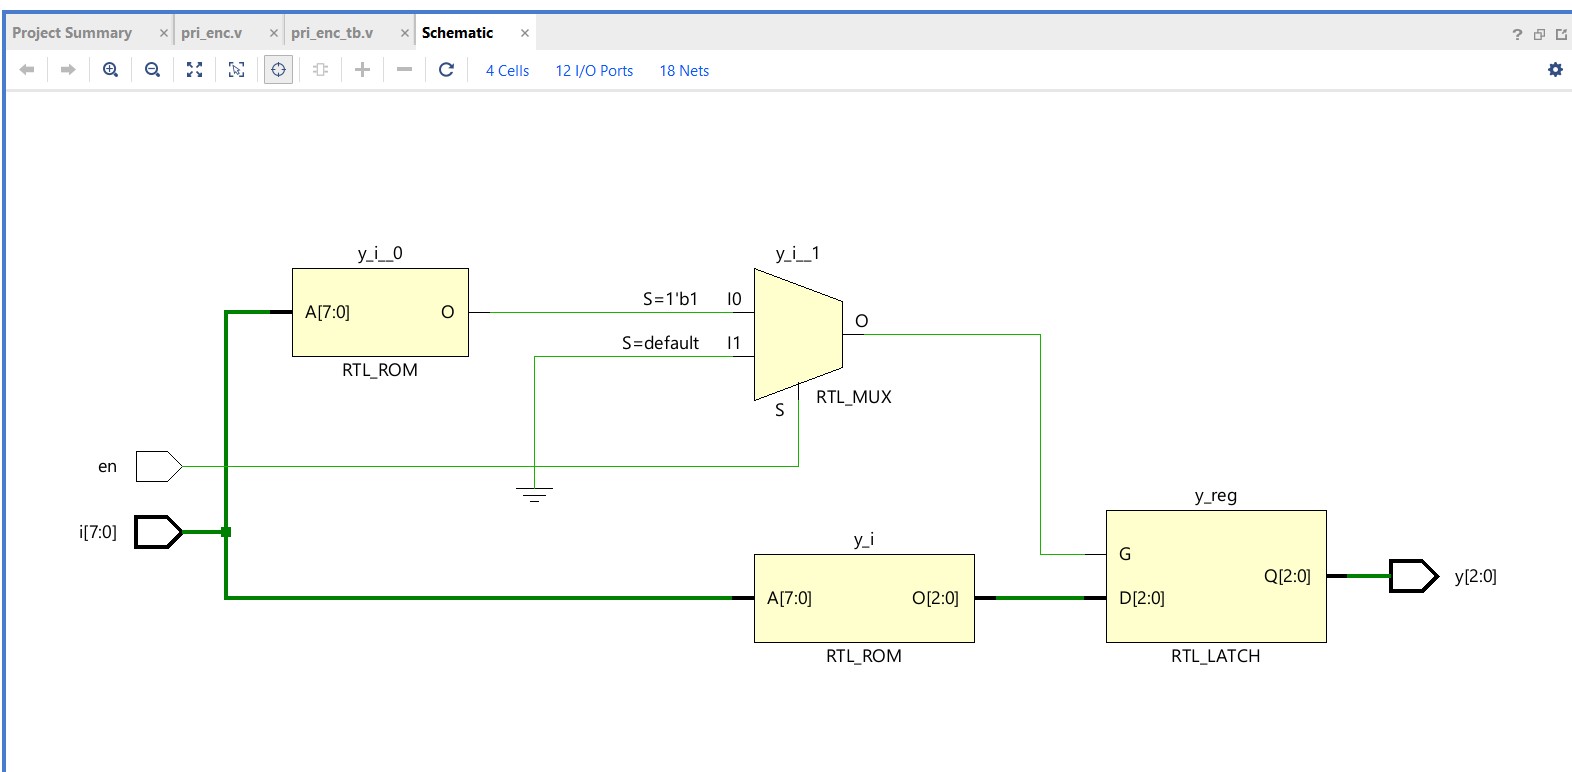 Project Summary × pri_enc.v × pri_enc_tb.v × Schematic ×
4 Cells 12 I/O Ports 18 Nets
y_i__0
A[7:0] O
RTL_ROM
y_i__1
S=1'b1 I0
S=default I1
O
S
RTL_MUX
en
i[7:0]
y_i
A[7:0] O[2:0]
RTL_ROM
y_reg
G
Q[2:0]
D[2:0]
RTL_LATCH
y[2:0]